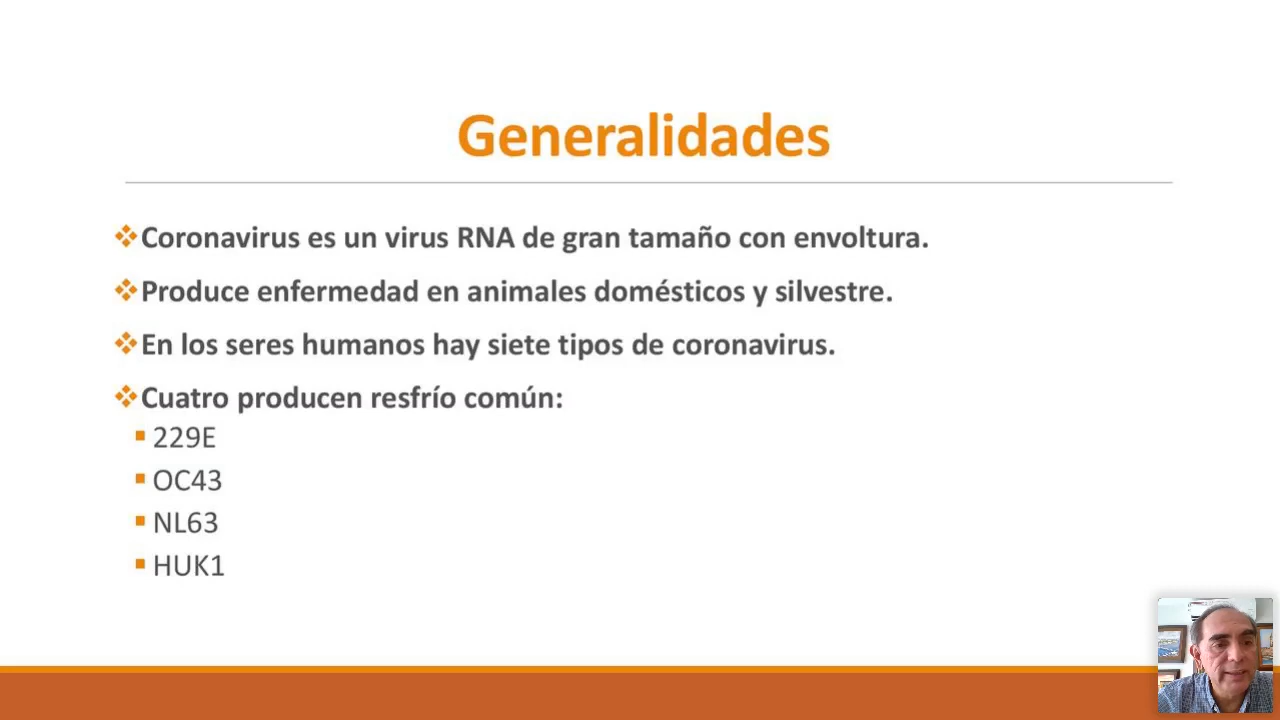 Generalidades
Coronavirus es un virus RNA de gran tamaño con envoltura.
Produce enfermedad en animales domésticos y silvestre.
En los seres humanos hay siete tipos de coronavirus.
Cuatro producen resfrío común:
229E
OC43
NL63
HUK1